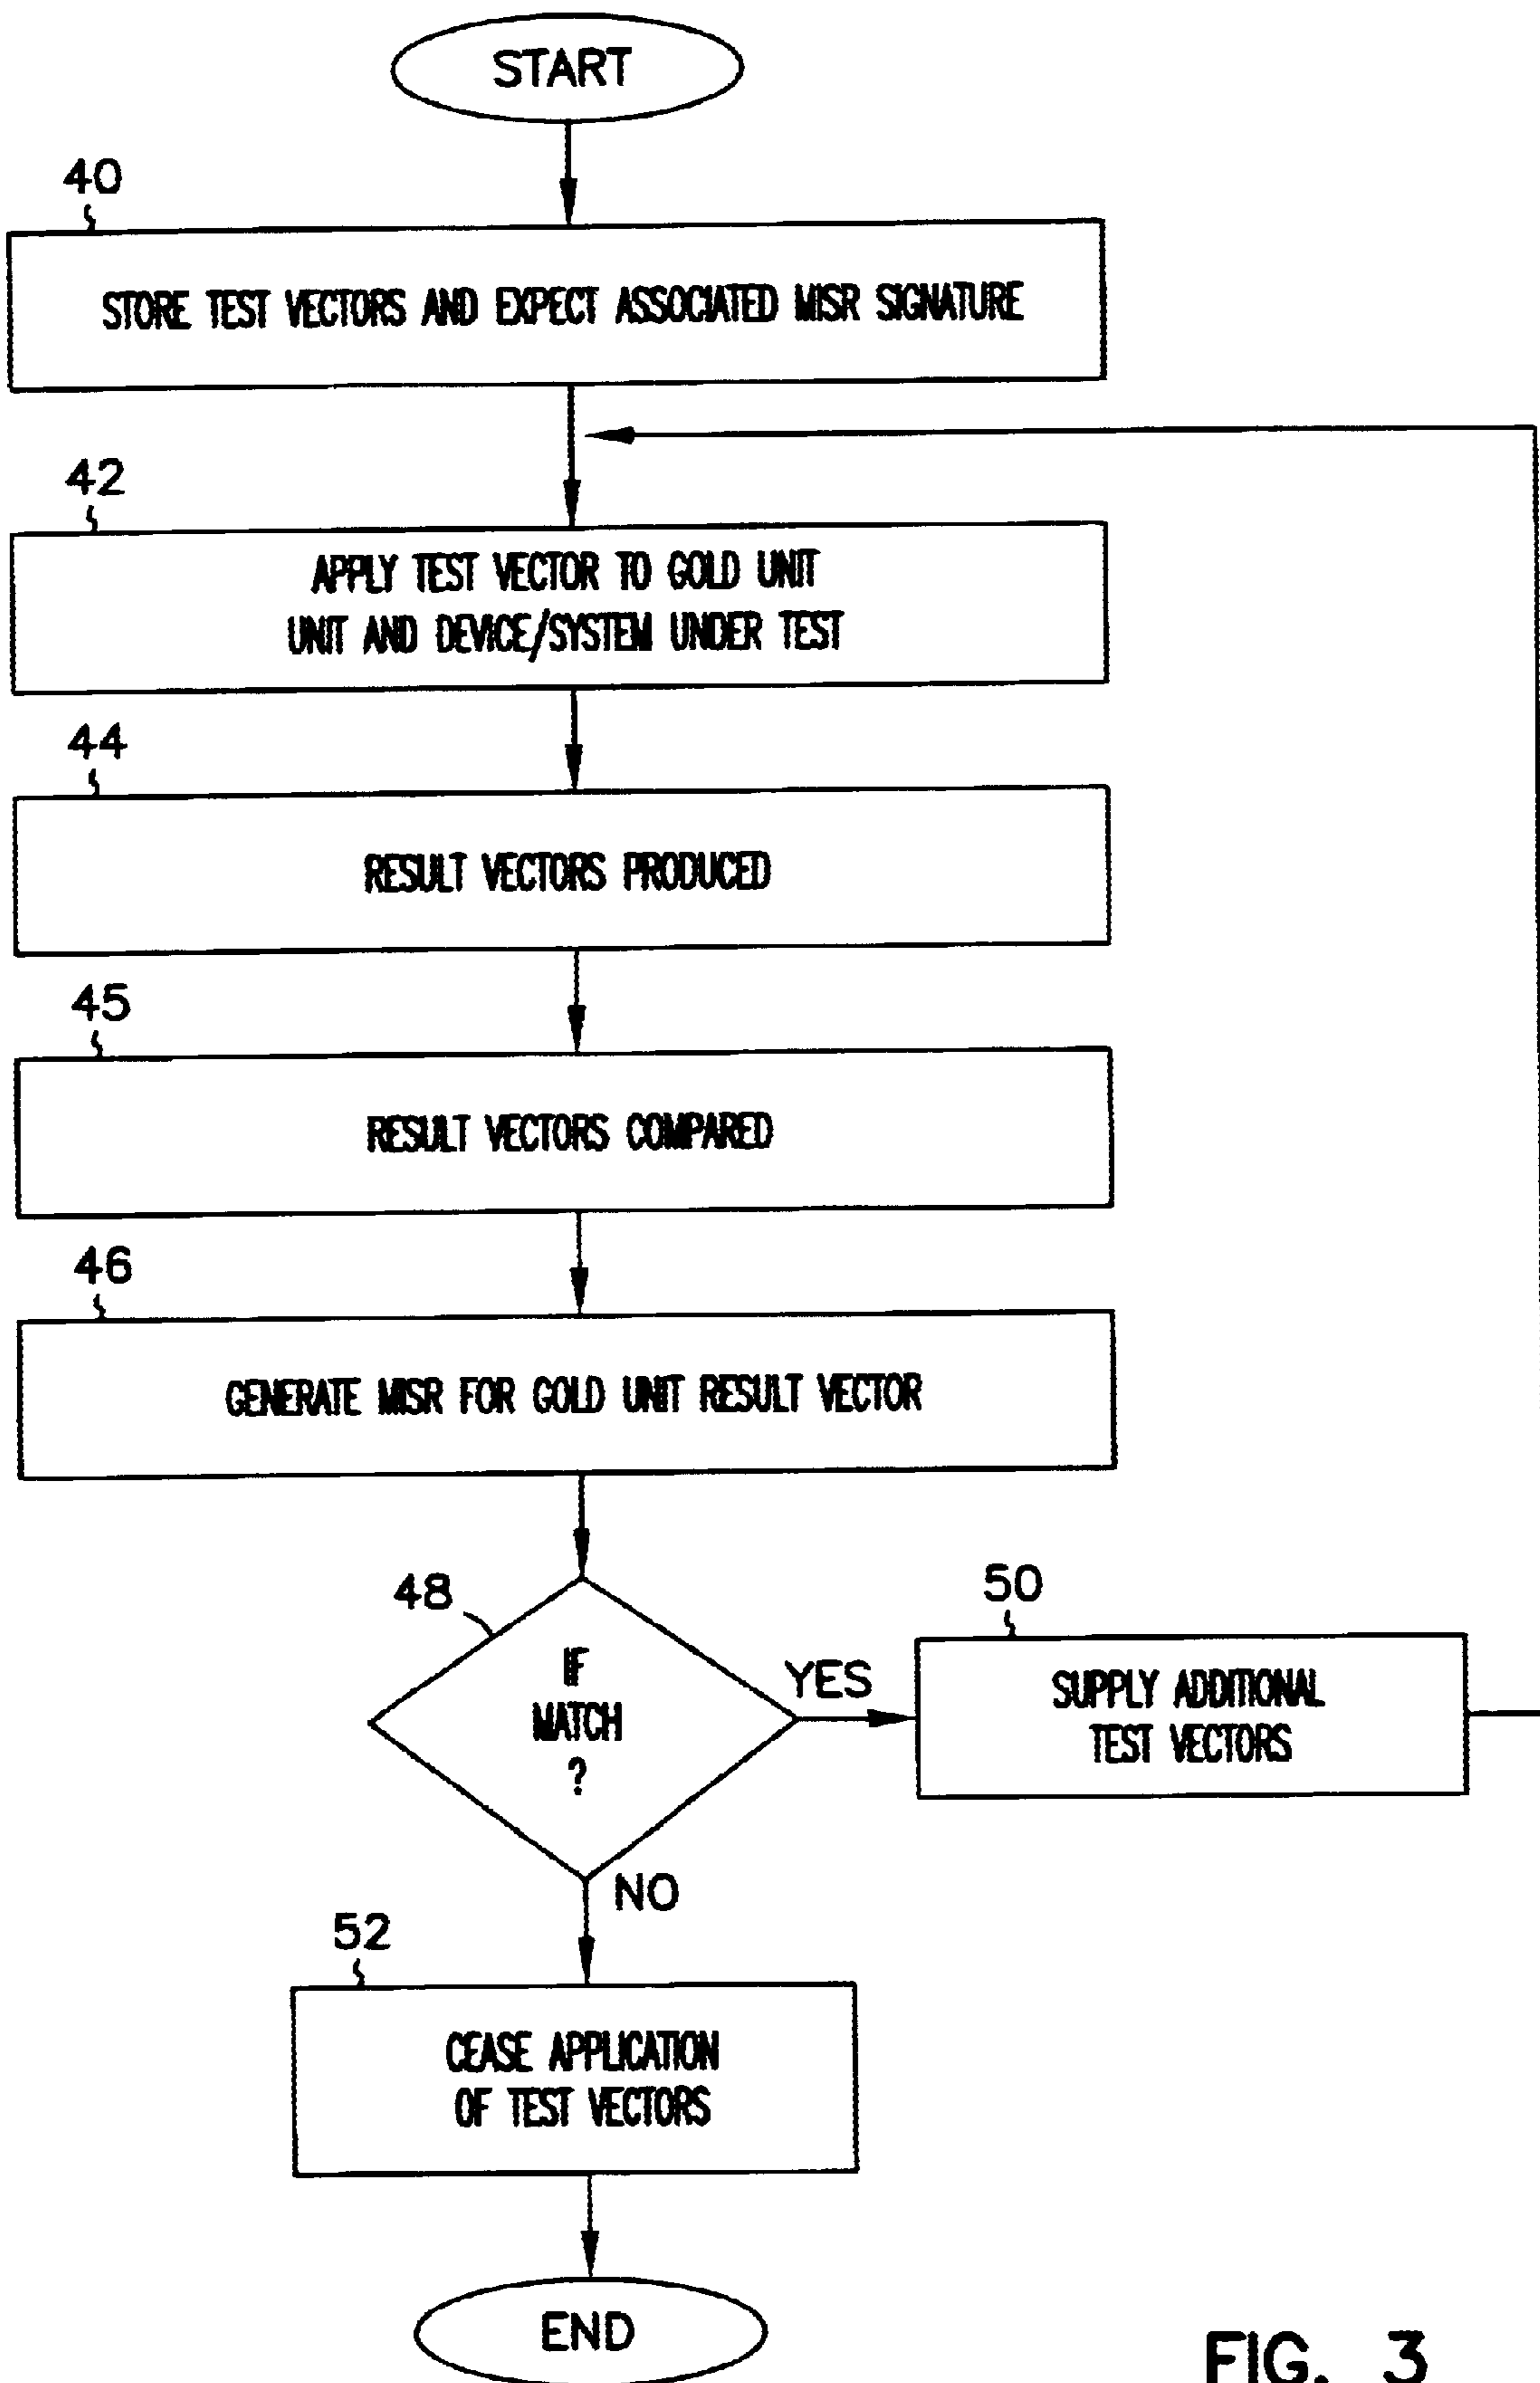 START
40
STORE TEST VECTORS AND EXPECT ASSOCIATED MISR SIGNATURE
42
APPLY TEST VECTOR TO GOLD UNIT
UNIT AND DEVICE/SYSTEM UNDER TEST
44
RESULT VECTORS PRODUCED
45
RESULT VECTORS COMPARED
46
GENERATE MISR FOR GOLD UNIT RESULT VECTOR
48
IF
MATCH
?
YES
50
SUPPLY ADDITIONAL
TEST VECTORS
NO
52
CEASE APPLICATION
OF TEST VECTORS
END
FIG. 3